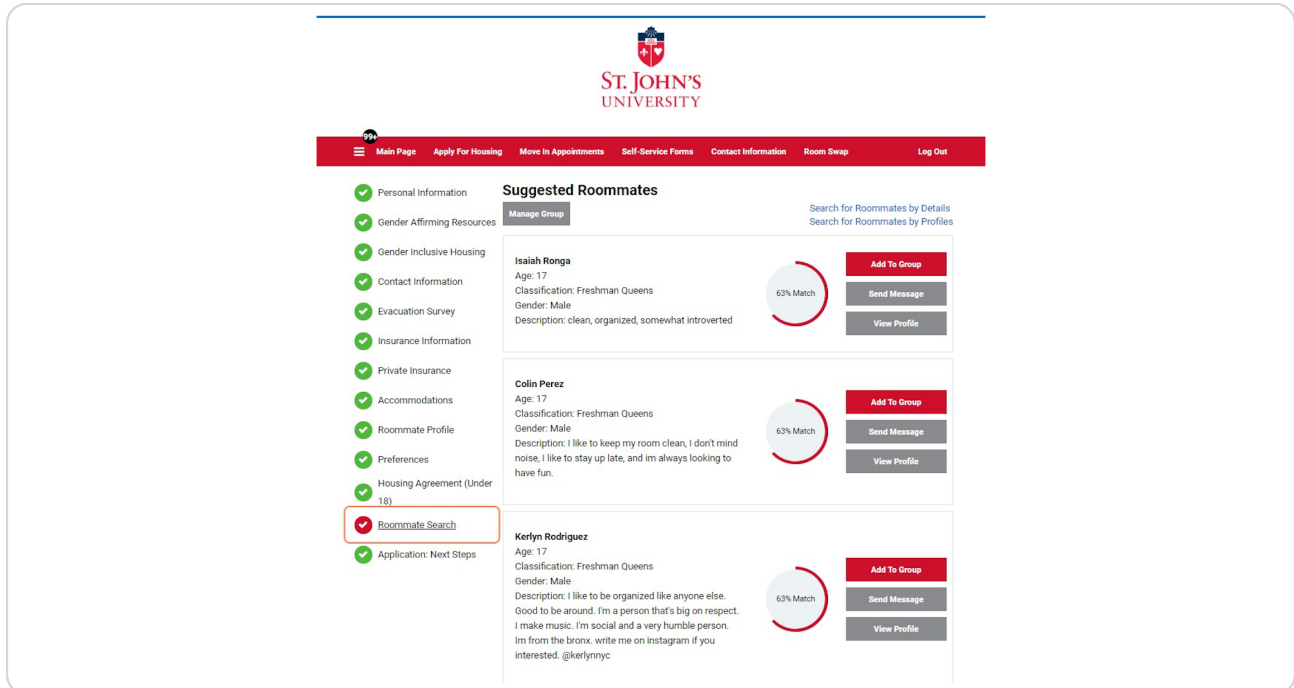 ST. JOHN'S
UNIVERSITY
99+
Main Page Apply For Housing Move In Appointments Self-Service Forms Contact Information Room Swap Log Out
Personal Information
Gender Affirming Resources
Gender Inclusive Housing
Contact Information
Evacuation Survey
Insurance Information
Private Insurance
Accommodations
Roommate Profile
Preferences
Housing Agreement (Under
18)
Roommate Search
Application: Next Steps
Suggested Roommates
Manage Group
Search for Roommates by Details
Search for Roommates by Profiles
Isaiah Ronga
Age: 17
Classification: Freshman Queens
Gender: Male
Description: clean, organized, somewhat introverted
63% Match
Add To Group
Send Message
View Profile
Colin Perez
Age: 17
Classification: Freshman Queens
Gender: Male
Description: I like to keep my room clean, I don't mind
noise, I like to stay up late, and im always looking to
have fun.
63% Match
Add To Group
Send Message
View Profile
Kerlyn Rodriguez
Age: 17
Classification: Freshman Queens
Gender: Male
Description: I like to be organized like anyone else.
Good to be around. I'm a person that's big on respect.
I make music. I'm social and a very humble person.
Im from the bronx. write me on instagram if you
interested. @kerlynnyc
63% Match
Add To Group
Send Message
View Profile